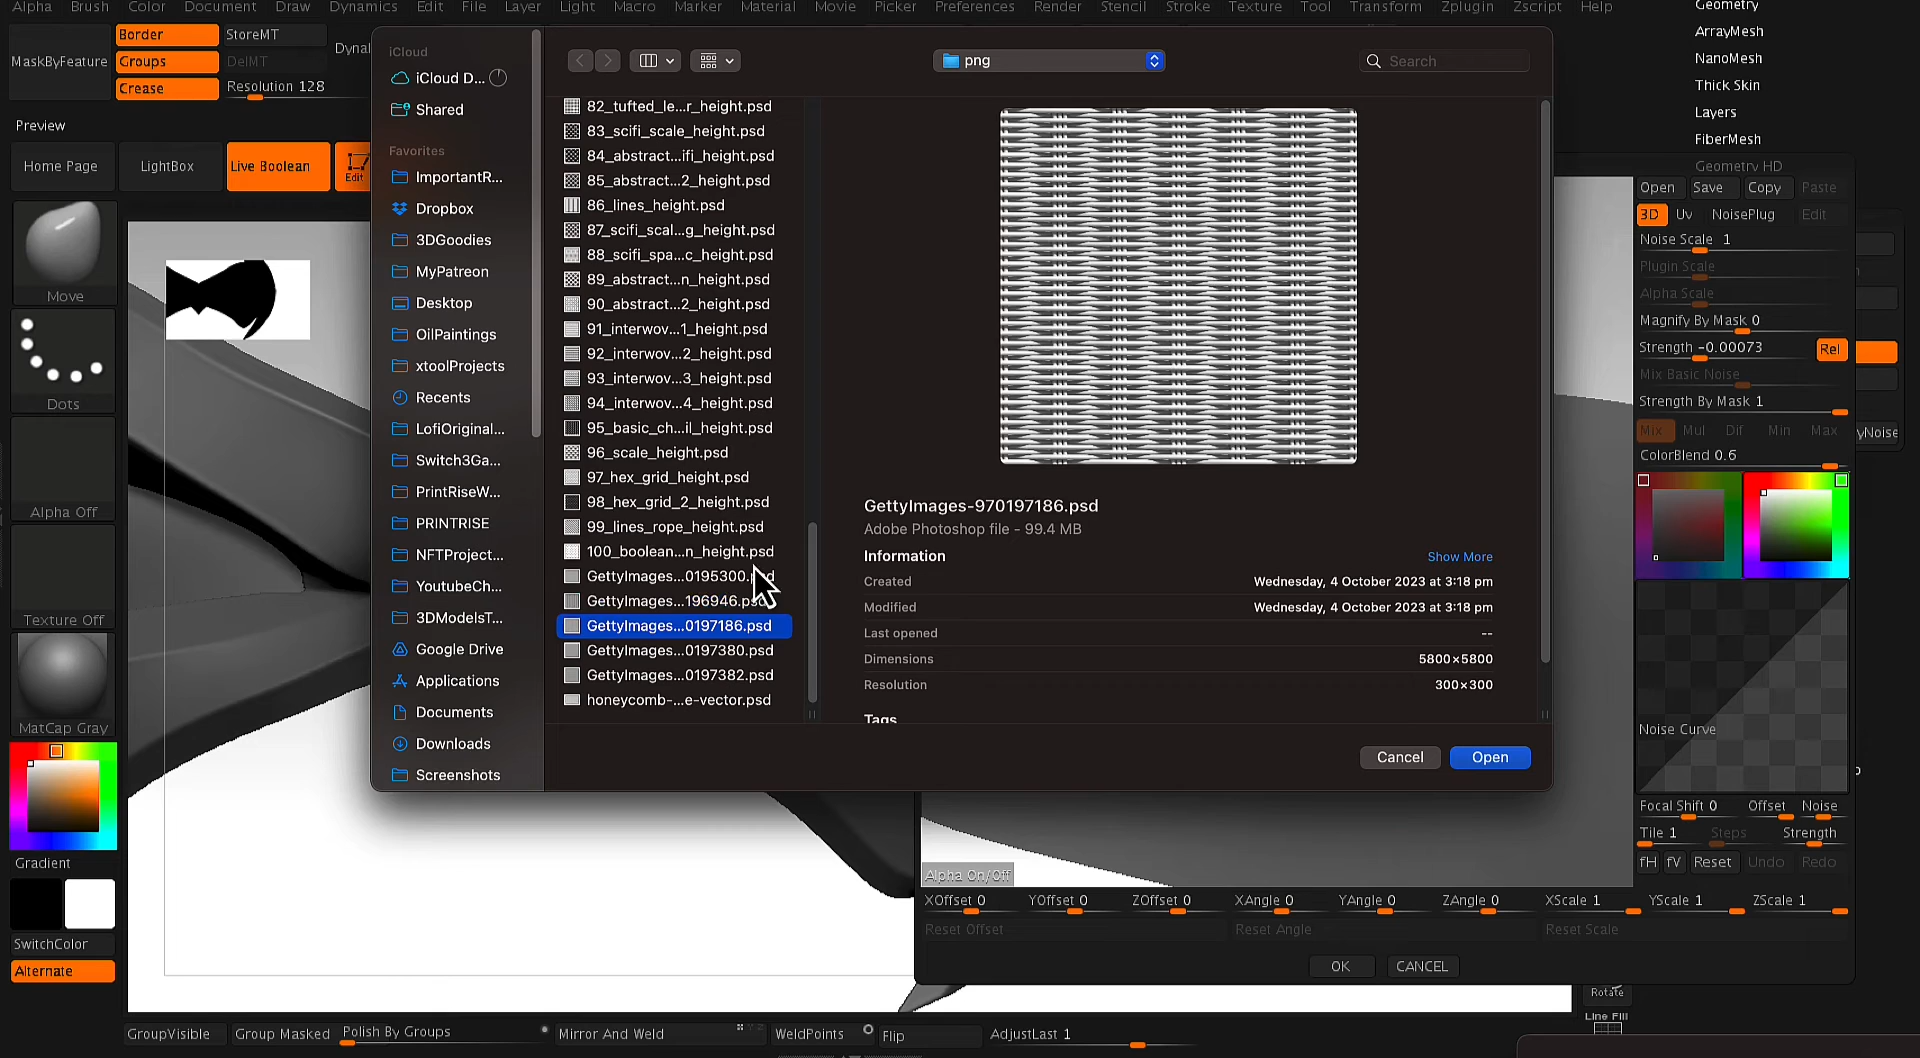 Alpha Brush Color Document Draw Dynamics Edit File Layer Light Macro Marker Material Movie Picker Preferences Render Stencil Stroke Texture Tool Transform Zplugin Zscript Help
MaskByFeature
Border
Groups
Crease
StoreMT
DelMT
Resolution 128
Preview
Home Page
LightBox
Live Boolean
Edit
Move
Dots
Alpha Off
Texture Off
MatCap Gray
Gradient
SwitchColor
Alternate
iCloud
iCloud D...
Shared
Favorites
ImportantR...
Dropbox
3DGoodies
MyPatreon
Desktop
OilPaintings
xtoolProjects
Recents
LofiOriginal...
Switch3Ga...
PrintRiseW...
PRINTRISE
NFTProject...
YoutubeCh...
3DModelsT...
Google Drive
Applications
Documents
Downloads
Screenshots
png
Search
82_tufted_le...r_height.psd
83_scifi_scale_height.psd
84_abstract...ifi_height.psd
85_abstract...2_height.psd
86_lines_height.psd
87_scifi_scal...g_height.psd
88_scifi_spa...c_height.psd
89_abstract...n_height.psd
90_abstract...2_height.psd
91_interwov...1_height.psd
92_interwov...2_height.psd
93_interwov...3_height.psd
94_interwov...4_height.psd
95_basic_ch...il_height.psd
96_scale_height.psd
97_hex_grid_height.psd
98_hex_grid_2_height.psd
99_lines_rope_height.psd
100_boolean...n_height.psd
GettyImages...0195300.psd
GettyImages...196946.psd
GettyImages...0197186.psd
GettyImages...0197380.psd
GettyImages...0197382.psd
honeycomb-...e-vector.psd
GettyImages-970197186.psd
Adobe Photoshop file - 99.4 MB
Information Show More
Created Wednesday, 4 October 2023 at 3:18 pm
Modified Wednesday, 4 October 2023 at 3:18 pm
Last opened --
Dimensions 5800×5800
Resolution 300×300
Tags
Cancel Open
Geometry
ArrayMesh
NanoMesh
Thick Skin
Layers
FiberMesh
Geometry HD
Open Save Copy Paste
3D Uv NoisePlug Edit
Noise Scale 1
Plugin Scale
Alpha Scale
Magnify By Mask 0
Strength -0.00073 Rel
Mix Basic Noise
Strength By Mask 1
Mix Mul Dif Min Max
ColorBlend 0.6
Noise Curve
Focal Shift 0 Offset Noise
Tile 1 Steps Strength
fH fV Reset Undo Redo
Alpha On/Off
XOffset 0 YOffset 0 ZOffset 0 XAngle 0 YAngle 0 ZAngle 0 XScale 1 YScale 1 ZScale 1
Reset Offset Reset Angle Reset Scale
OK CANCEL
Rotate
Line Fill
GroupVisible Group Masked Polish By Groups Mirror And Weld WeldPoints Flip AdjustLast 1